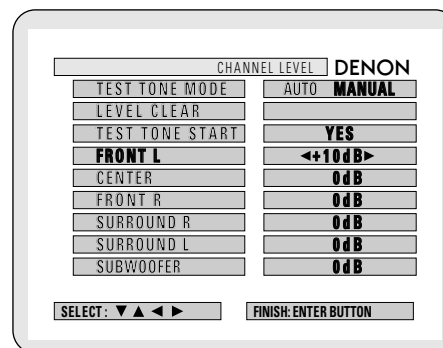 CHANNEL LEVEL DENON
TEST TONE MODE AUTO MANUAL
LEVEL CLEAR
TEST TONE START YES
FRONT L ◄+10dB►
CENTER 0dB
FRONT R 0dB
SURROUND R 0dB
SURROUND L 0dB
SUBWOOFER 0dB
SELECT: ▼ ▲ ◄ ► FINISH: ENTER BUTTON